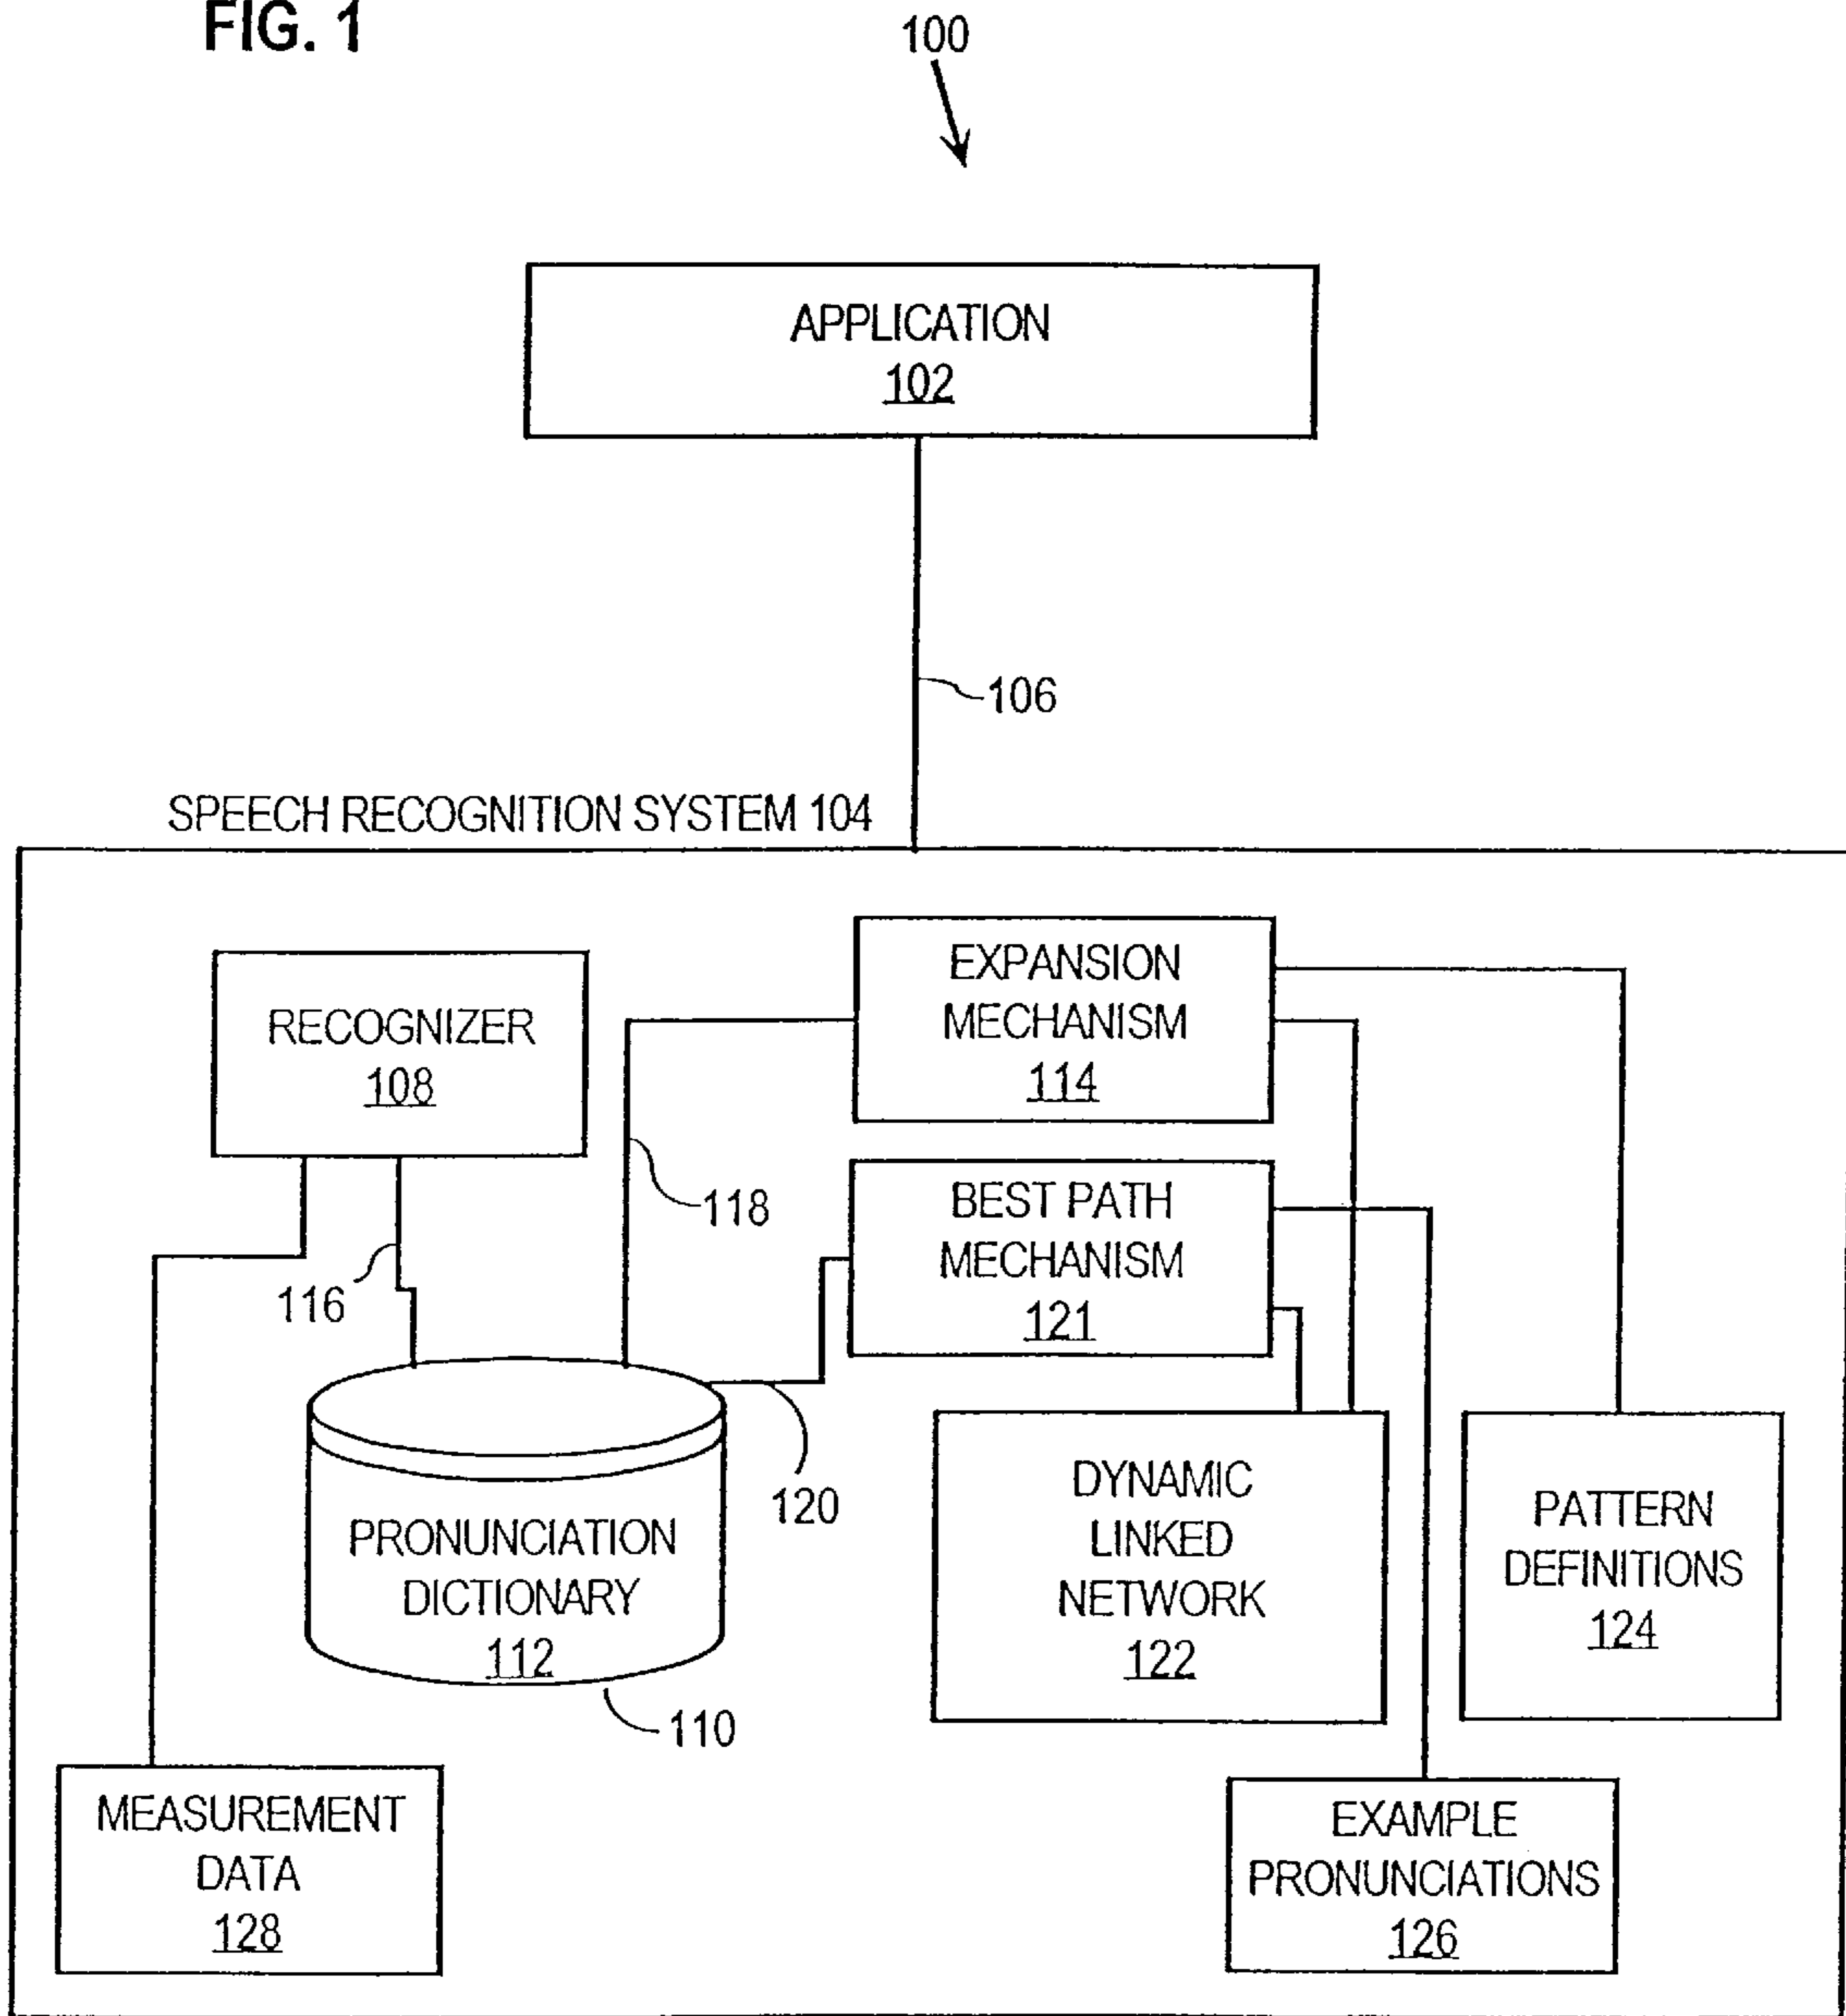 FIG. 1
100
APPLICATION
102
106
SPEECH RECOGNITION SYSTEM 104
EXPANSION
MECHANISM
114
RECOGNIZER
108
118
BEST PATH
MECHANISM
121
116
120
PRONUNCIATION
DICTIONARY
112
110
DYNAMIC
LINKED
NETWORK
122
PATTERN
DEFINITIONS
124
MEASUREMENT
DATA
128
EXAMPLE
PRONUNCIATIONS
126